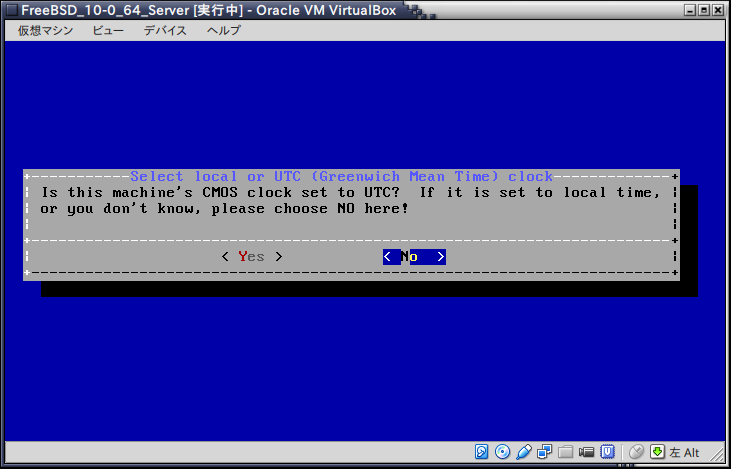 FreeBSD_10-0_64_Server [実行中] - Oracle VM VirtualBox
仮想マシン ビュー デバイス ヘルプ
Select local or UTC (Greenwich Mean Time) clock
Is this machine's CMOS clock set to UTC?  If it is set to local time,
or you don't know, please choose NO here!
< Yes > < No >
左 Alt